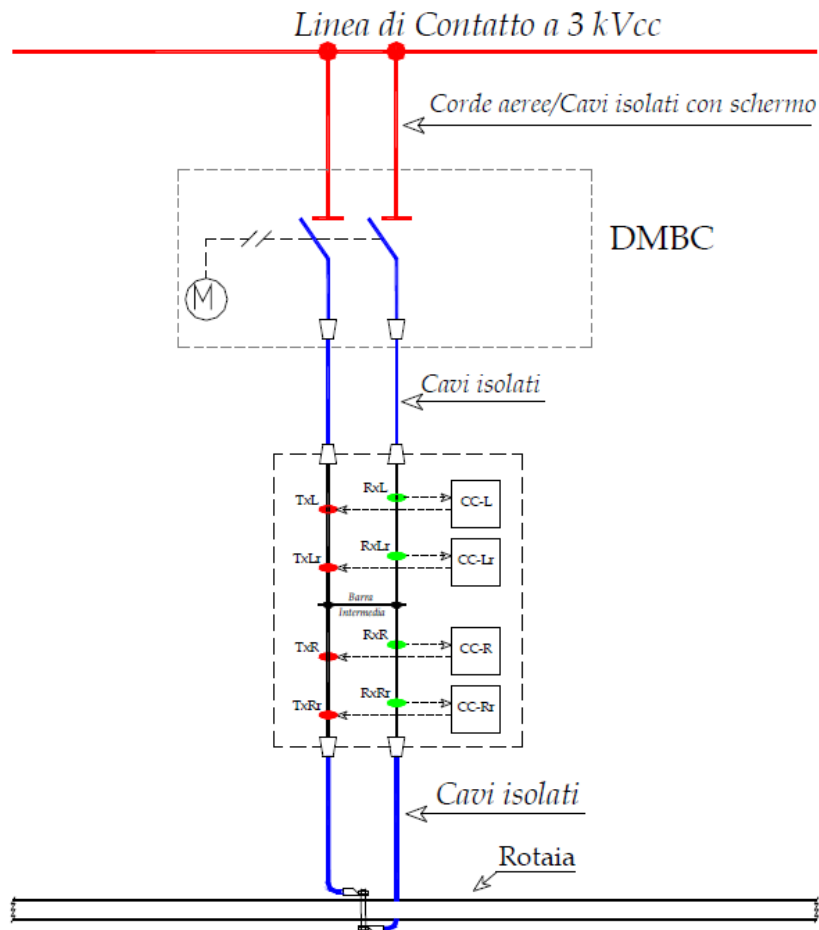 Linea di Contatto a 3 kVcc
Corde aeree/Cavi isolati con schermo
DMBC
M
Cavi isolati
RxL
TxL
CC-L
RxLr
TxLr
CC-Lr
Barra
Intermedia
RxR
TxR
CC-R
RxRr
TxRr
CC-Rr
Cavi isolati
Rotaia